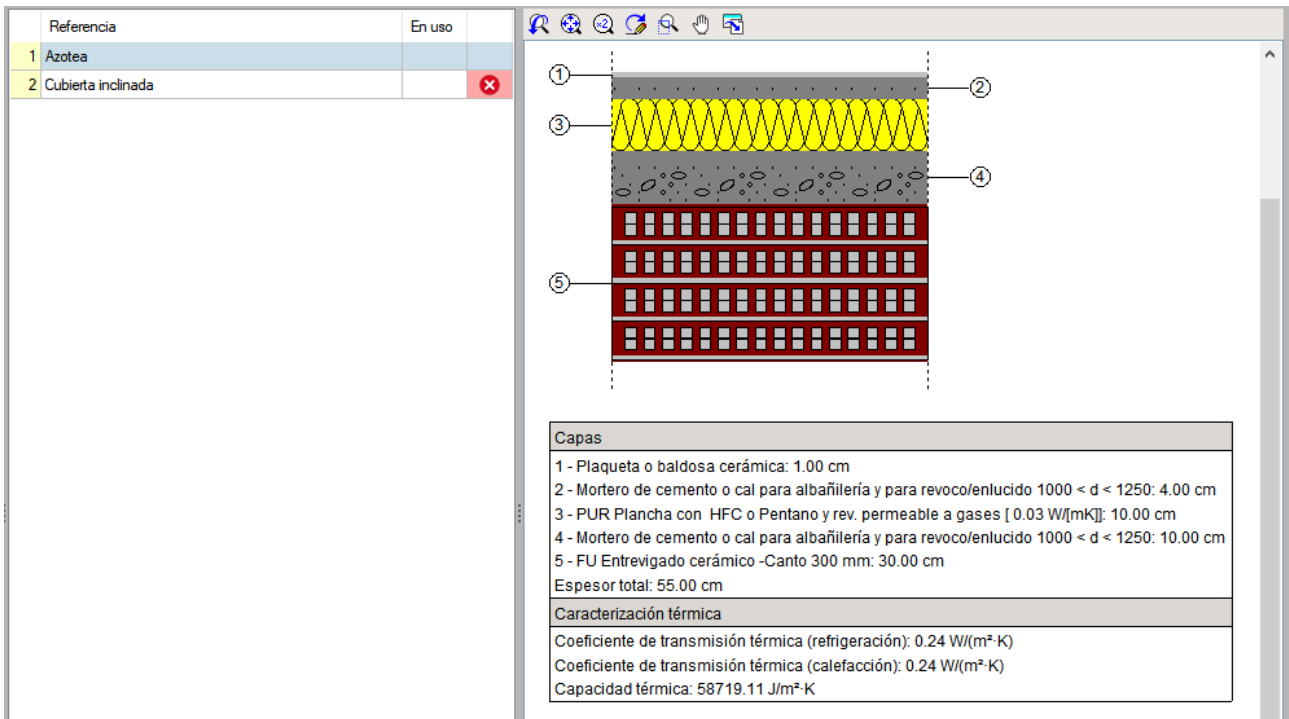 Referencia En uso
1 Azotea
2 Cubierta inclinada
×2
1
2
3
4
5
Capas
1 - Plaqueta o baldosa cerámica: 1.00 cm
2 - Mortero de cemento o cal para albañilería y para revoco/enlucido 1000 < d < 1250: 4.00 cm
3 - PUR Plancha con HFC o Pentano y rev. permeable a gases [ 0.03 W/[mK]]: 10.00 cm
4 - Mortero de cemento o cal para albañilería y para revoco/enlucido 1000 < d < 1250: 10.00 cm
5 - FU Entrevigado cerámico -Canto 300 mm: 30.00 cm
Espesor total: 55.00 cm
Caracterización térmica
Coeficiente de transmisión térmica (refrigeración): 0.24 W/(m²·K)
Coeficiente de transmisión térmica (calefacción): 0.24 W/(m²·K)
Capacidad térmica: 58719.11 J/m²·K